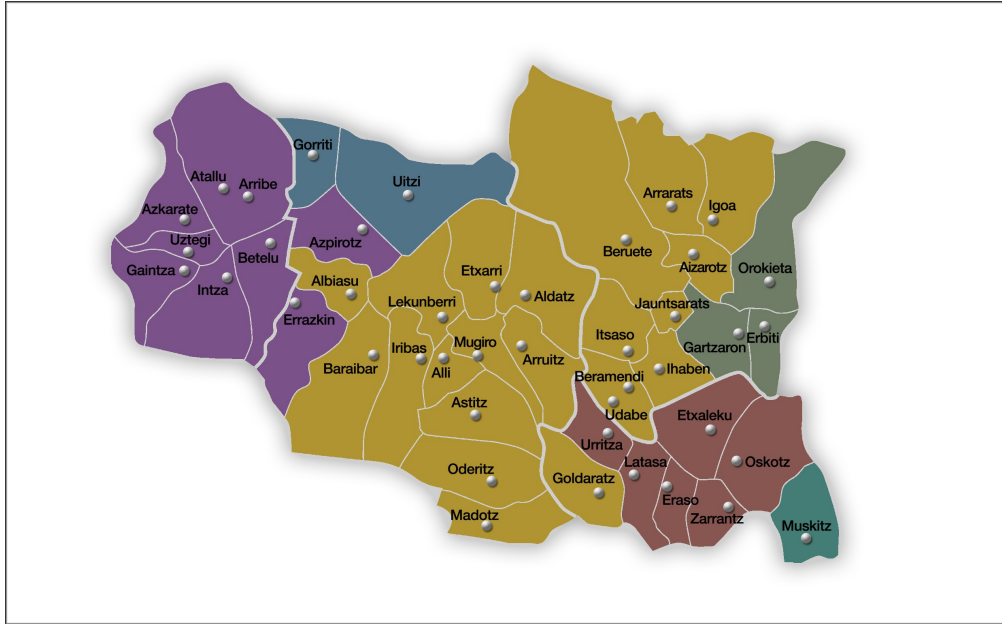 Gorriti
Uitzi
Atallu
Arribe
Arrarats
Igoa
Azkarate
Uztegi
Azpirotz
Betelu
Beruete
Aizarotz
Gaintza
Intza
Albiasu
Etxarri
Orokieta
Errazkin
Lekunberri
Aldatz
Jauntsarats
Itsaso
Gartzaron
Erbiti
Baraibar
Iribas
Alli
Mugiro
Arruitz
Beramendi
Ihaben
Astitz
Udabe
Etxaleku
Urritza
Oderitz
Goldaratz
Latasa
Oskotz
Eraso
Zarrantz
Madotz
Muskitz